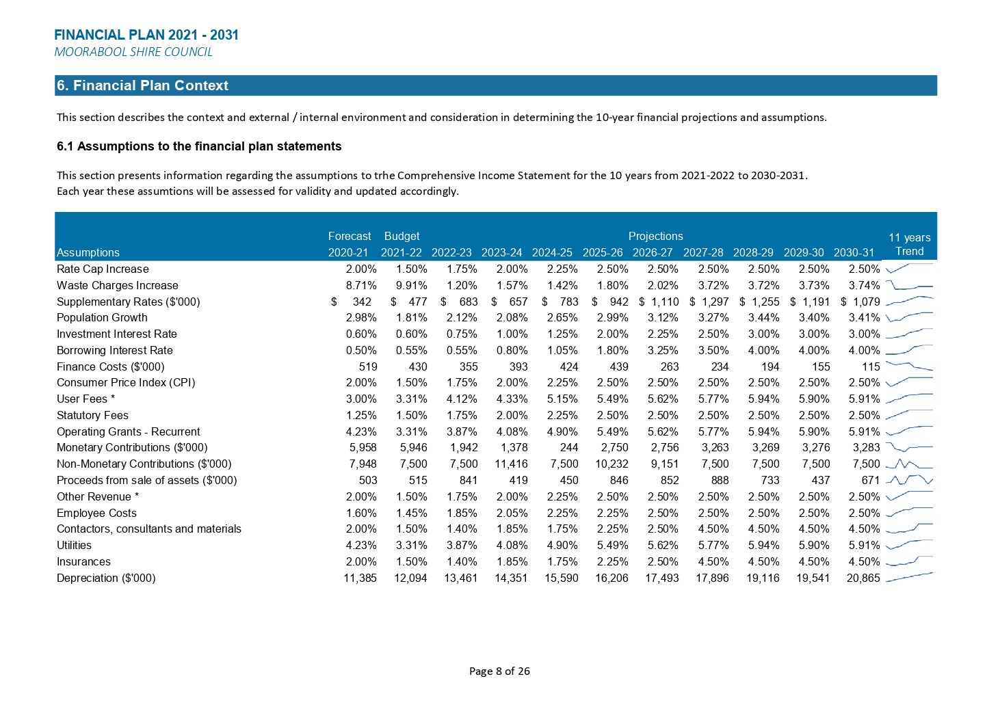 FINANCIAL PLAN 2021 - 2031
MOORABOOL SHIRE COUNCIL
6. Financial Plan Context
This section describes the context and external / internal environment and consideration in determining the 10-year financial projections and assumptions.
6.1 Assumptions to the financial plan statements
This section presents information regarding the assumptions to trhe Comprehensive Income Statement for the 10 years from 2021-2022 to 2030-2031.
Each year these assumtions will be assessed for validity and updated accordingly.
Forecast Budget Projections 11 years
Assumptions 2020-21 2021-22 2022-23 2023-24 2024-25 2025-26 2026-27 2027-28 2028-29 2029-30 2030-31 Trend
Rate Cap Increase 2.00% 1.50% 1.75% 2.00% 2.25% 2.50% 2.50% 2.50% 2.50% 2.50% 2.50%
Waste Charges Increase 8.71% 9.91% 1.20% 1.57% 1.42% 1.80% 2.02% 3.72% 3.72% 3.73% 3.74%
Supplementary Rates ($'000) $ 342 $ 477 $ 683 $ 657 $ 783 $ 942 $ 1,110 $ 1,297 $ 1,255 $ 1,191 $ 1,079
Population Growth 2.98% 1.81% 2.12% 2.08% 2.65% 2.99% 3.12% 3.27% 3.44% 3.40% 3.41%
Investment Interest Rate 0.60% 0.60% 0.75% 1.00% 1.25% 2.00% 2.25% 2.50% 3.00% 3.00% 3.00%
Borrowing Interest Rate 0.50% 0.55% 0.55% 0.80% 1.05% 1.80% 3.25% 3.50% 4.00% 4.00% 4.00%
Finance Costs ($'000) 519 430 355 393 424 439 263 234 194 155 115
Consumer Price Index (CPI) 2.00% 1.50% 1.75% 2.00% 2.25% 2.50% 2.50% 2.50% 2.50% 2.50% 2.50%
User Fees * 3.00% 3.31% 4.12% 4.33% 5.15% 5.49% 5.62% 5.77% 5.94% 5.90% 5.91%
Statutory Fees 1.25% 1.50% 1.75% 2.00% 2.25% 2.50% 2.50% 2.50% 2.50% 2.50% 2.50%
Operating Grants - Recurrent 4.23% 3.31% 3.87% 4.08% 4.90% 5.49% 5.62% 5.77% 5.94% 5.90% 5.91%
Monetary Contributions ($'000) 5,958 5,946 1,942 1,378 244 2,750 2,756 3,263 3,269 3,276 3,283
Non-Monetary Contributions ($'000) 7,948 7,500 7,500 11,416 7,500 10,232 9,151 7,500 7,500 7,500 7,500
Proceeds from sale of assets ($'000) 503 515 841 419 450 846 852 888 733 437 671
Other Revenue * 2.00% 1.50% 1.75% 2.00% 2.25% 2.50% 2.50% 2.50% 2.50% 2.50% 2.50%
Employee Costs 1.60% 1.45% 1.85% 2.05% 2.25% 2.25% 2.50% 2.50% 2.50% 2.50% 2.50%
Contactors, consultants and materials 2.00% 1.50% 1.40% 1.85% 1.75% 2.25% 2.50% 4.50% 4.50% 4.50% 4.50%
Utilities 4.23% 3.31% 3.87% 4.08% 4.90% 5.49% 5.62% 5.77% 5.94% 5.90% 5.91%
Insurances 2.00% 1.50% 1.40% 1.85% 1.75% 2.25% 2.50% 4.50% 4.50% 4.50% 4.50%
Depreciation ($'000) 11,385 12,094 13,461 14,351 15,590 16,206 17,493 17,896 19,116 19,541 20,865
Page 8 of 26